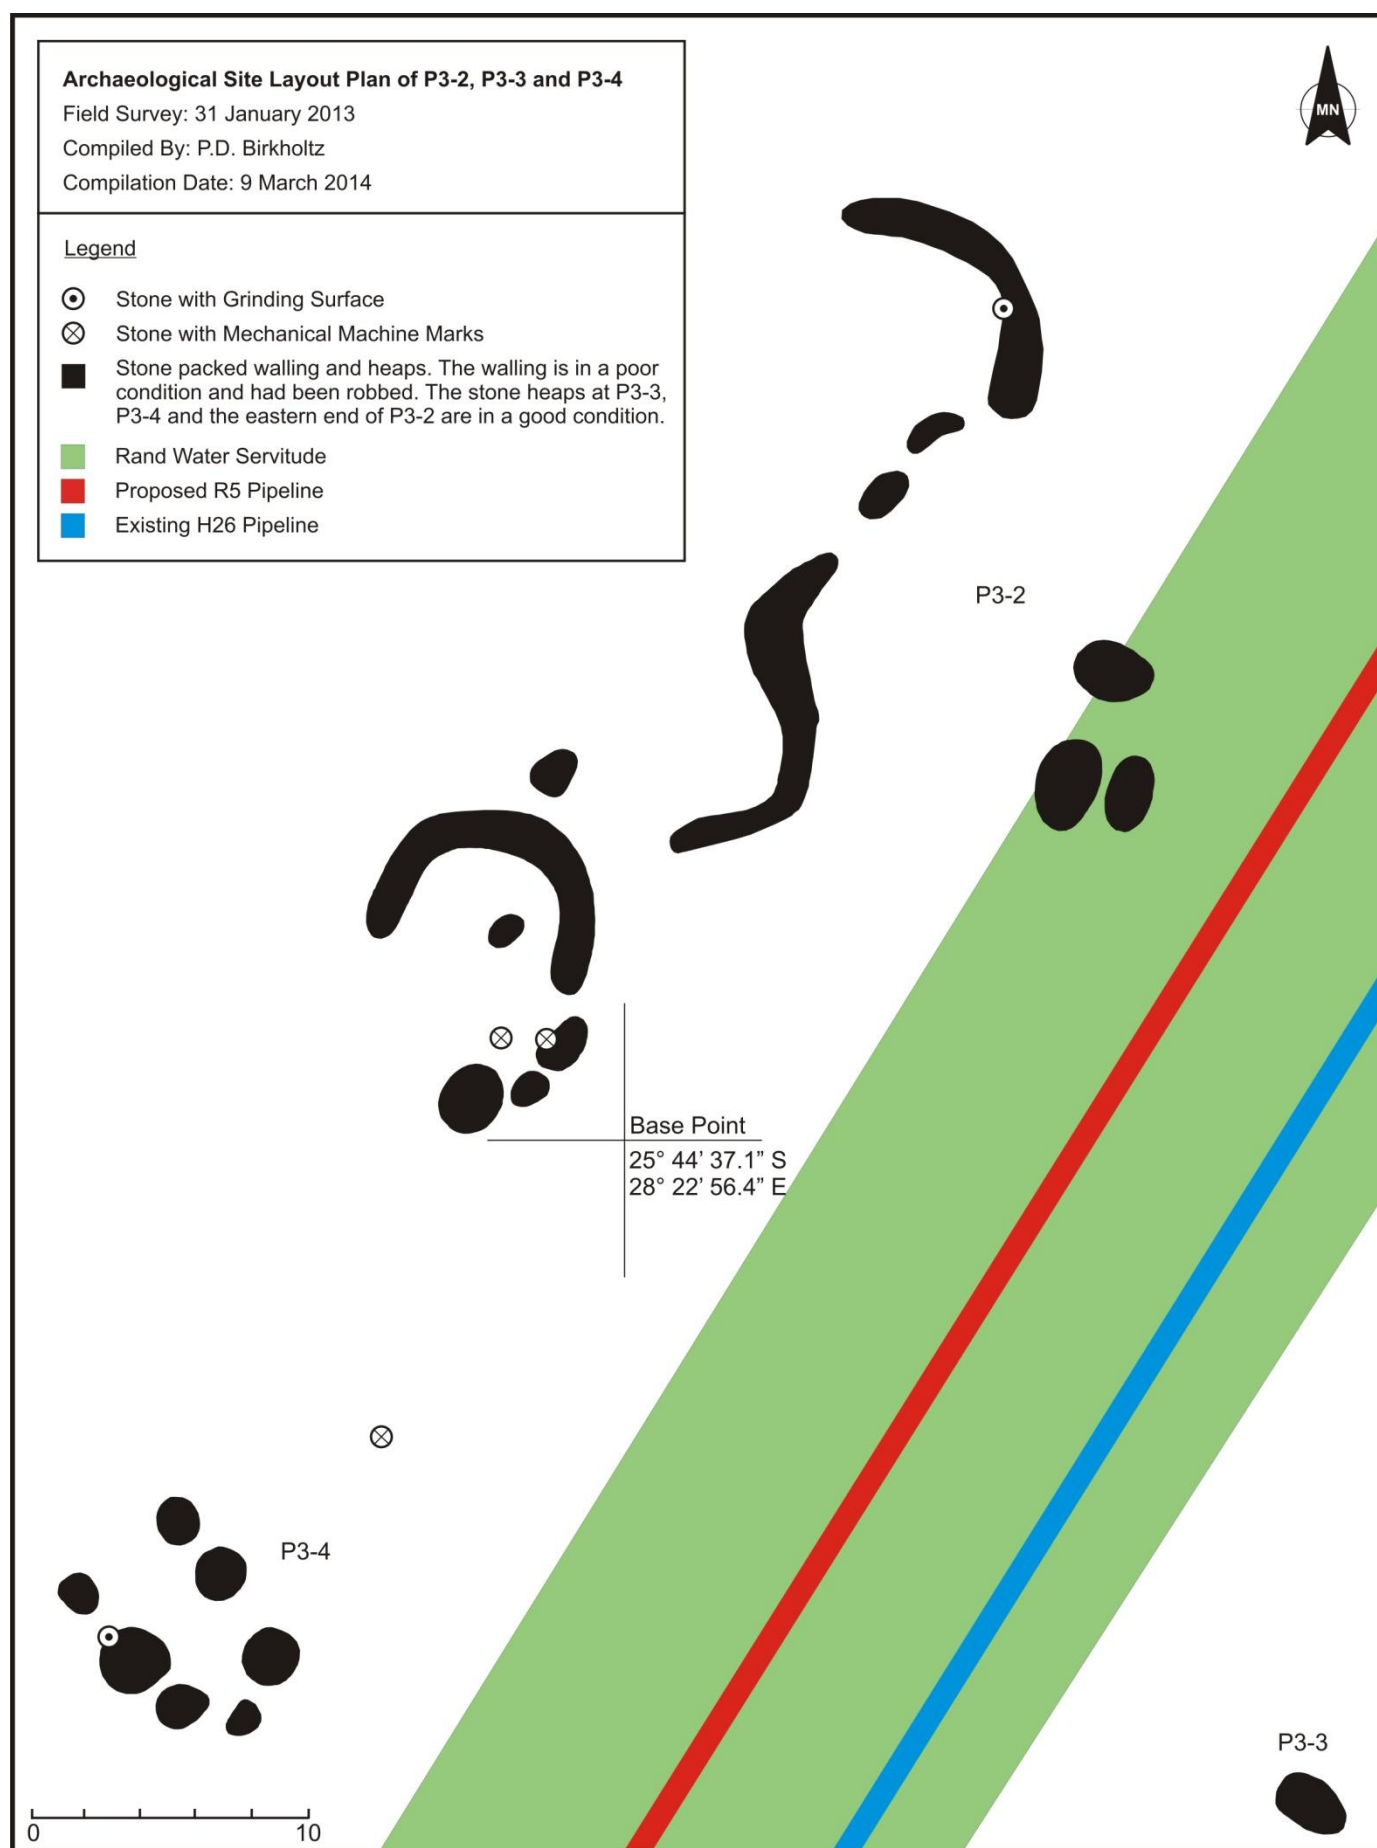 Archaeological Site Layout Plan of P3-2, P3-3 and P3-4
Field Survey: 31 January 2013
Compiled By: P.D. Birkholtz
Compilation Date: 9 March 2014
MN
Legend
Stone with Grinding Surface
Stone with Mechanical Machine Marks
Stone packed walling and heaps. The walling is in a poor
condition and had been robbed. The stone heaps at P3-3,
P3-4 and the eastern end of P3-2 are in a good condition.
Rand Water Servitude
Proposed R5 Pipeline
Existing H26 Pipeline
P3-2
Base Point
25° 44’ 37.1” S
28° 22’ 56.4” E
P3-4
P3-3
0 10